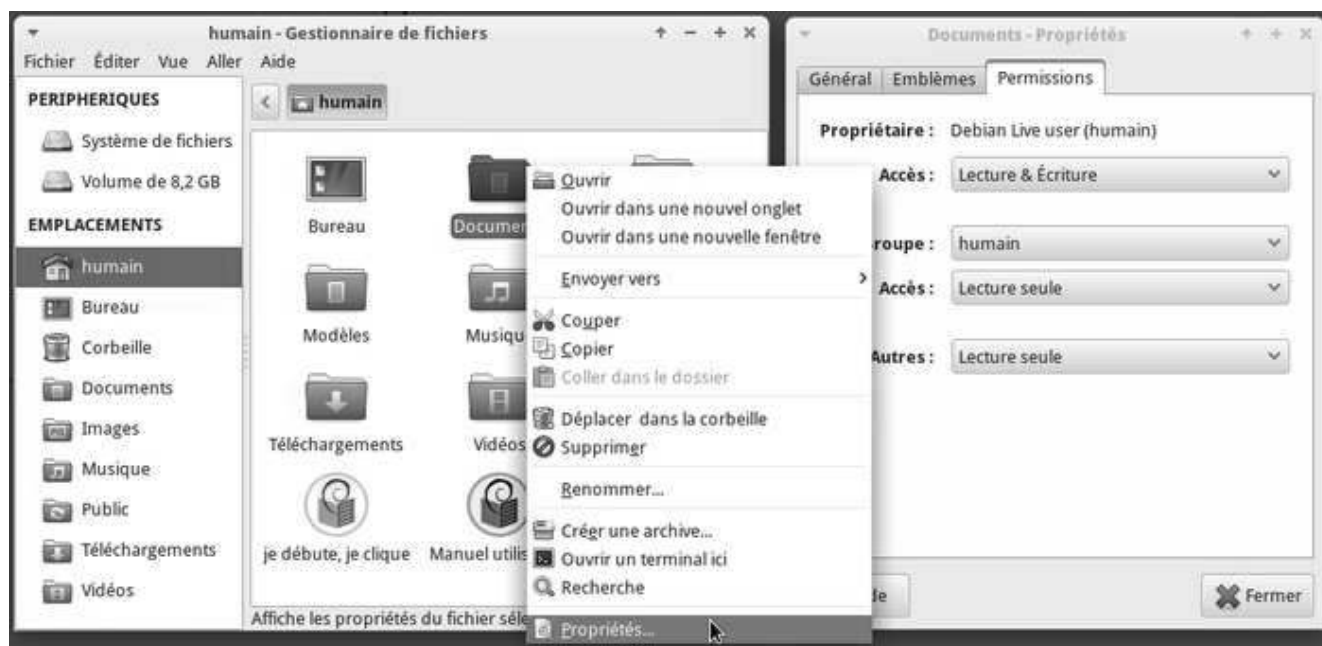 humain - Gestionnaire de fichiers
Fichier Éditer Vue Aller Aide
PERIPHERIQUES
Système de fichiers
Volume de 8,2 GB
EMPLACEMENTS
humain
Bureau
Corbeille
Documents
Images
Musique
Public
Téléchargements
Vidéos
humain
Bureau
Modèles
Téléchargements
Vidéos
je débute, je clique
Affiche les propriétés du fichier
Ouvrir
Ouvrir dans une nouvel onglet
Ouvrir dans une nouvelle fenêtre
Envoyer vers
Couper
Copier
Coller dans le dossier
Déplacer dans la corbeille
Supprimer
Renommer...
Créer une archive...
Ouvrir un terminal ici
Recherche
Propriétés...
Documents - Propriétés
Général Emblèmes Permissions
Propriétaire : Debian Live user (humain)
Accès : Lecture & Écriture
humain
Accès : Lecture seule
Autres : Lecture seule
Fermer